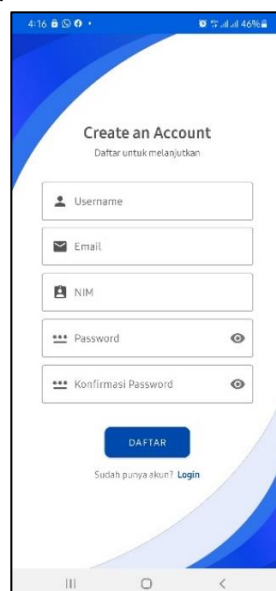 4:16
46%
Create an Account
Daftar untuk melanjutkan
Username
Email
NIM
Password
Konfirmasi Password
DAFTAR
Sudah punya akun? Login